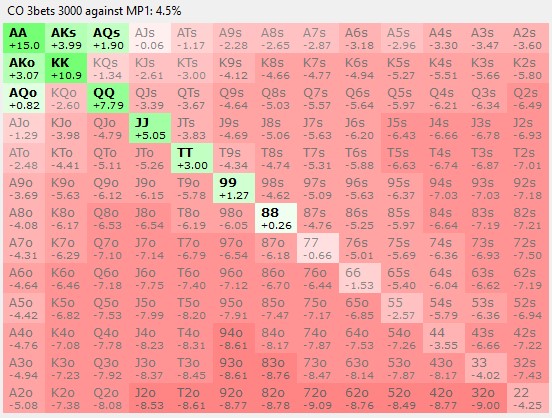 CO 3bets 3000 against MP1: 4.5%
AA AKs AQs AJs ATs A9s A8s A7s A6s A5s A4s A3s A2s
+15.0 +3.99 +1.90 -0.06 -1.17 -2.28 -2.65 -2.87 -3.18 -2.96 -3.30 -3.47 -3.60
AKo KK KQs KJs KTs K9s K8s K7s K6s K5s K4s K3s K2s
+3.07 +10.9 -1.34 -2.61 -3.00 -4.12 -4.66 -4.77 -4.94 -5.27 -5.51 -5.66 -5.80
AQo KQo QQ QJs QTs Q9s Q8s Q7s Q6s Q5s Q4s Q3s Q2s
+0.82 -2.60 +7.79 -3.39 -3.67 -4.64 -5.03 -5.57 -5.64 -5.97 -6.21 -6.34 -6.49
AJo KJo QJo JJ JTs J9s J8s J7s J6s J5s J4s J3s J2s
-1.29 -3.98 -4.79 +5.05 -3.83 -4.69 -5.06 -5.63 -6.20 -6.43 -6.66 -6.78 -6.93
ATo KTo QTo JTo TT T9s T8s T7s T6s T5s T4s T3s T2s
-2.48 -4.41 -5.11 -5.26 +3.00 -4.34 -4.74 -5.31 -5.88 -6.63 -6.74 -6.87 -7.01
A9o K9o Q9o J9o T9o 99 98s 97s 96s 95s 94s 93s 92s
-3.69 -5.63 -6.12 -6.15 -5.78 +1.27 -4.62 -5.09 -5.63 -6.37 -7.03 -7.03 -7.18
A8o K8o Q8o J8o T8o 98o 88 87s 86s 85s 84s 83s 82s
-4.08 -6.17 -6.53 -6.54 -6.19 -6.05 +0.26 -4.76 -5.25 -5.97 -6.64 -7.19 -7.21
A7o K7o Q7o J7o T7o 97o 87o 77 76s 75s 74s 73s 72s
-4.31 -6.29 -7.10 -7.14 -6.79 -6.54 -6.18 -0.66 -5.01 -5.69 -6.36 -6.93 -7.50
A6o K6o Q6o J6o T6o 96o 86o 76o 66 65s 64s 63s 62s
-4.64 -6.46 -7.18 -7.75 -7.40 -7.12 -6.70 -6.44 -1.53 -5.40 -6.04 -6.62 -7.19
A5o K5o Q5o J5o T5o 95o 85o 75o 65o 55 54s 53s 52s
-4.42 -6.82 -7.53 -7.99 -8.20 -7.91 -7.47 -7.17 -6.85 -2.57 -5.79 -6.36 -6.94
A4o K4o Q4o J4o T4o 94o 84o 74o 64o 54o 44 43s 42s
-4.76 -7.08 -7.78 -8.23 -8.31 -8.61 -8.17 -7.87 -7.53 -7.26 -3.55 -6.66 -7.22
A3o K3o Q3o J3o T3o 93o 83o 73o 63o 53o 43o 33 32s
-4.94 -7.23 -7.92 -8.37 -8.45 -8.61 -8.76 -8.47 -8.14 -7.87 -8.17 -4.02 -7.43
A2o K2o Q2o J2o T2o 92o 82o 72o 62o 52o 42o 32o 22
-5.08 -7.38 -8.08 -8.53 -8.61 -8.77 -8.78 -9.09 -8.76 -8.49 -8.77 -9.00 -4.25